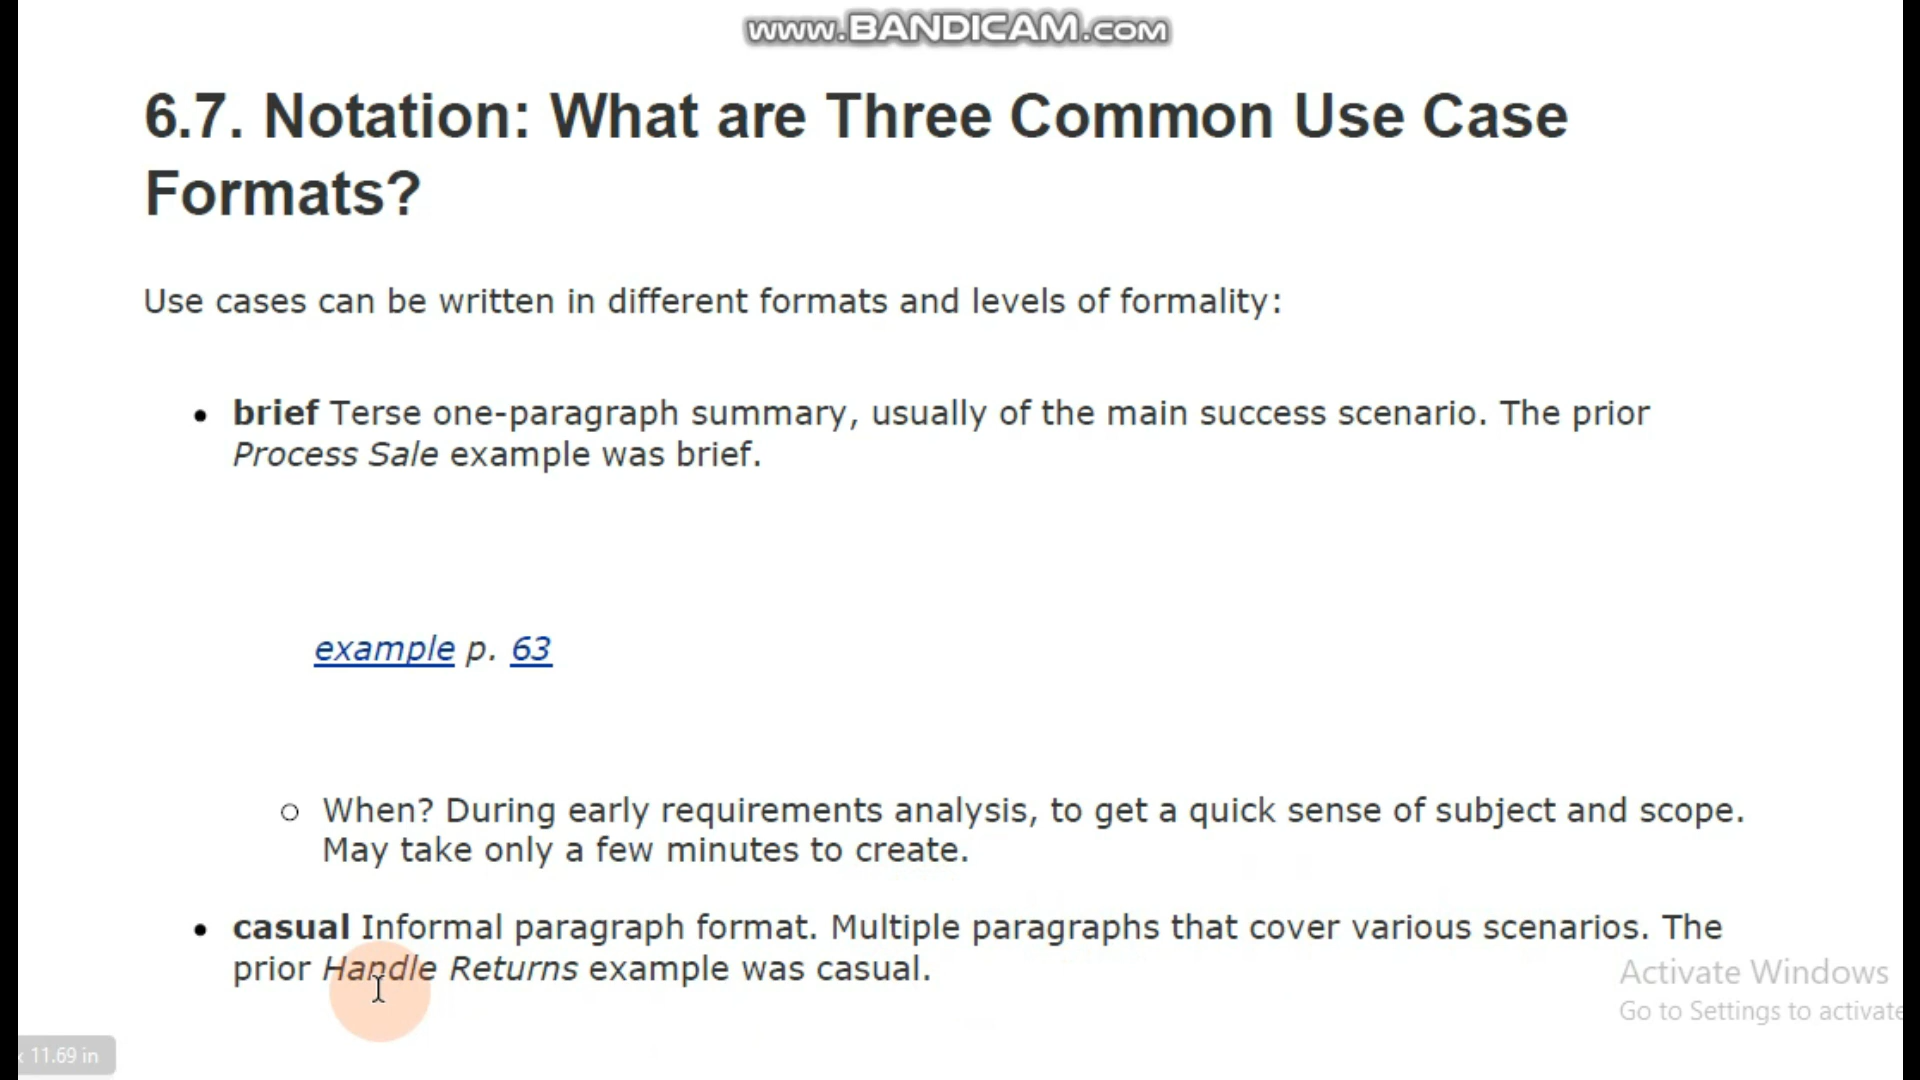 www.BANDICAM.com
6.7. Notation: What are Three Common Use Case
Formats?
Use cases can be written in different formats and levels of formality:
• brief Terse one-paragraph summary, usually of the main success scenario. The prior
Process Sale example was brief.
example p. 63
○ When? During early requirements analysis, to get a quick sense of subject and scope.
May take only a few minutes to create.
• casual Informal paragraph format. Multiple paragraphs that cover various scenarios. The
prior Handle Returns example was casual.
Activate Windows
Go to Settings to activate
x 11.69 in